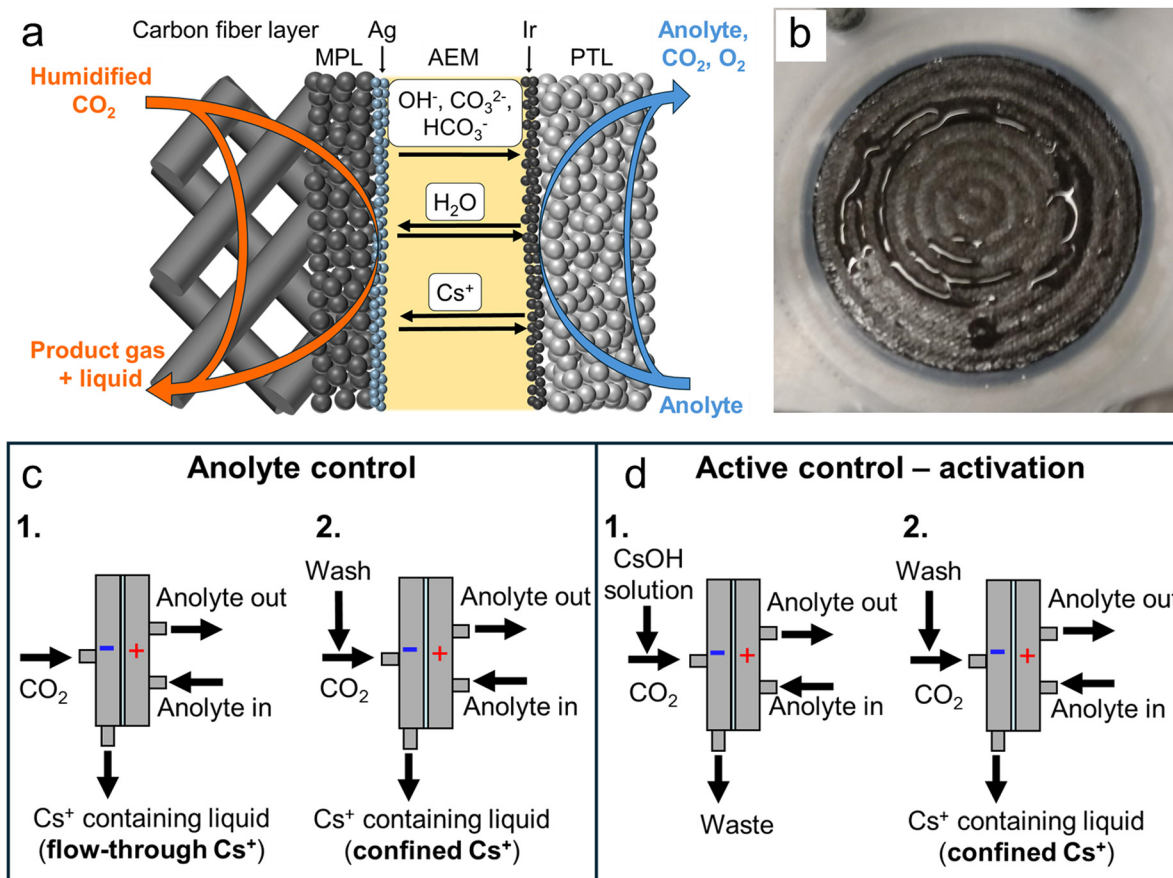 a
Carbon fiber layer
Ag
Ir
MPL
AEM
PTL
Humidified
CO₂
OH⁻, CO₃²⁻,
HCO₃⁻
H₂O
Cs⁺
Product gas
+ liquid
Anolyte,
CO₂, O₂
Anolyte
b
c
Anolyte control
1.
CO₂
-
+
Anolyte out
Anolyte in
Cs⁺ containing liquid
(flow-through Cs⁺)
2.
Wash
CO₂
-
+
Anolyte out
Anolyte in
Cs⁺ containing liquid
(confined Cs⁺)
d
Active control – activation
1.
CsOH
solution
CO₂
-
+
Anolyte out
Anolyte in
Waste
2.
Wash
CO₂
-
+
Anolyte out
Anolyte in
Cs⁺ containing liquid
(confined Cs⁺)